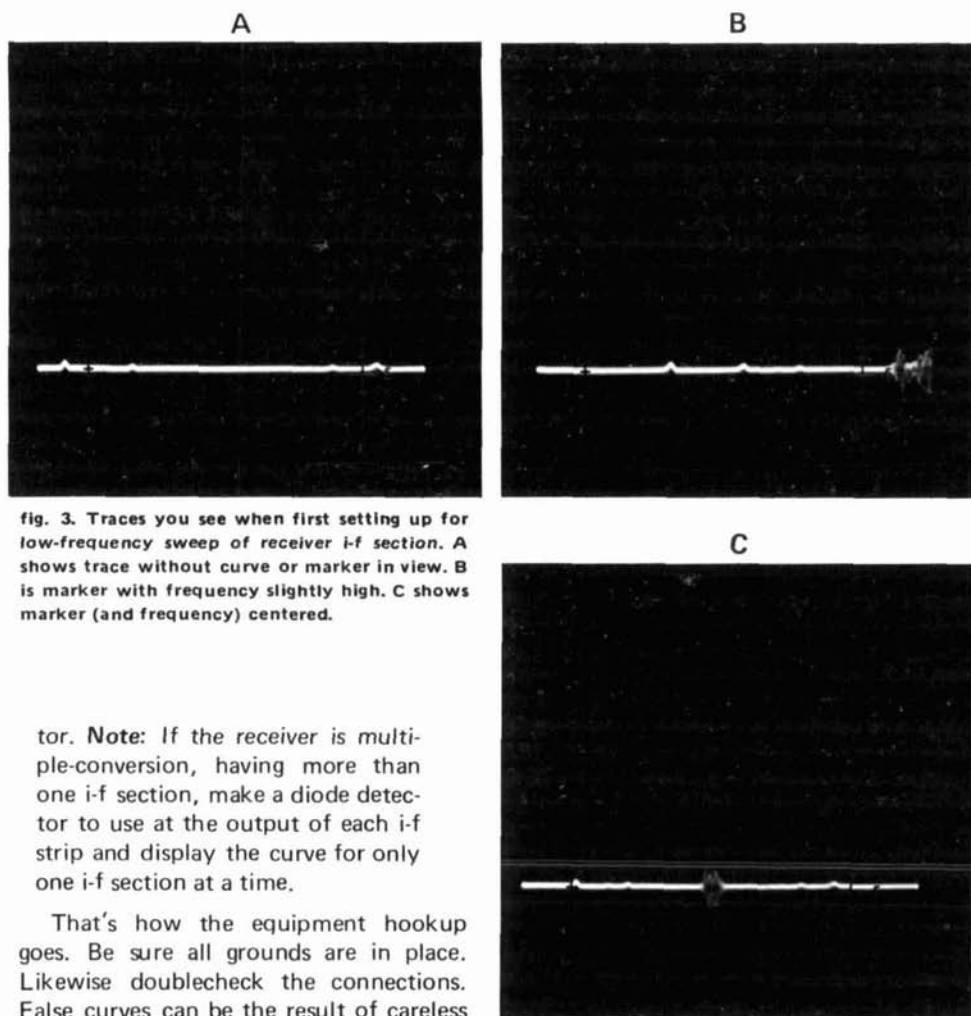 A
B
fig. 3. Traces you see when first setting up for
low-frequency sweep of receiver i-f section. A
shows trace without curve or marker in view. B
is marker with frequency slightly high. C shows
marker (and frequency) centered.
C
tor. Note: If the receiver is multi-
ple-conversion, having more than
one i-f section, make a diode detec-
tor to use at the output of each i-f
strip and display the curve for only
one i-f section at a time.
That's how the equipment hookup
goes. Be sure all grounds are in place.
Likewise doublecheck the connections.
False curves can be the result of careless